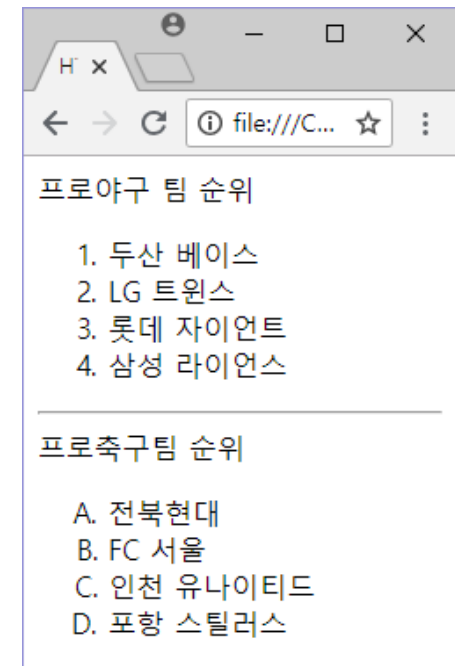 H
file:///C...
프로야구 팀 순위
1. 두산 베이스
2. LG 트윈스
3. 롯데 자이언트
4. 삼성 라이언스
프로축구팀 순위
A. 전북현대
B. FC 서울
C. 인천 유나이티드
D. 포항 스틸러스